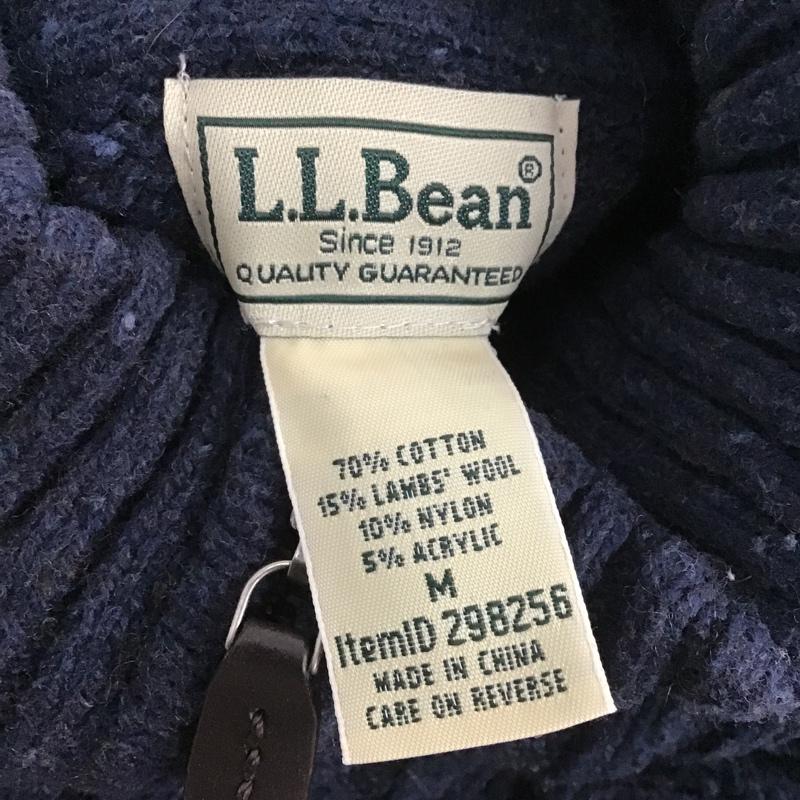 L.L.Bean®
Since 1912
QUALITY GUARANTEED
70% COTTON
15% LAMBS' WOOL
10% NYLON
5% ACRYLIC
M
ItemID 298256
MADE IN CHINA
CARE ON REVERSE